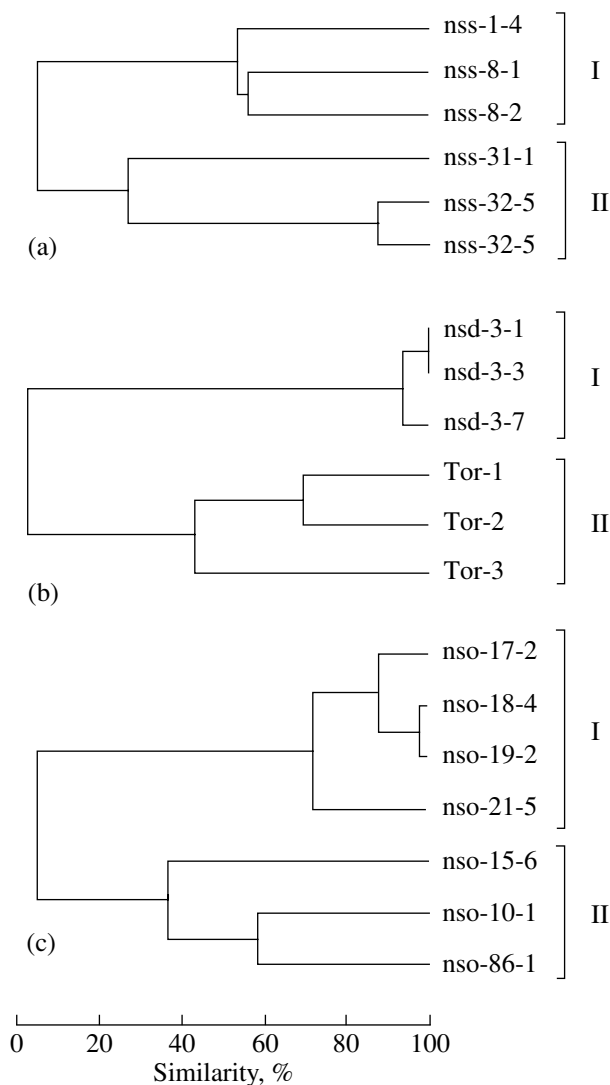 nss-1-4
nss-8-1
I
nss-8-2
nss-31-1
nss-32-5
II
nss-32-5
(a)
nsd-3-1
nsd-3-3
I
nsd-3-7
Tor-1
Tor-2
II
Tor-3
(b)
nso-17-2
nso-18-4
I
nso-19-2
nso-21-5
nso-15-6
nso-10-1
II
(c)
nso-86-1
0 20 40 60 80 100
Similarity, %